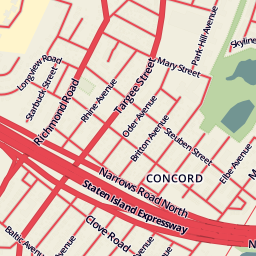 Park Hill Avenue
Skyline
Longview Road
Mary Street
Starbuck Street
Targee Street
Rhine Avenue
Richmond Road
Oder Avenue
Britton Avenue
Steuben Street
Elbe Avenue
Narrows Road North
CONCORD
Staten Island Expressway
Clove Road
Baltic Avenue
N